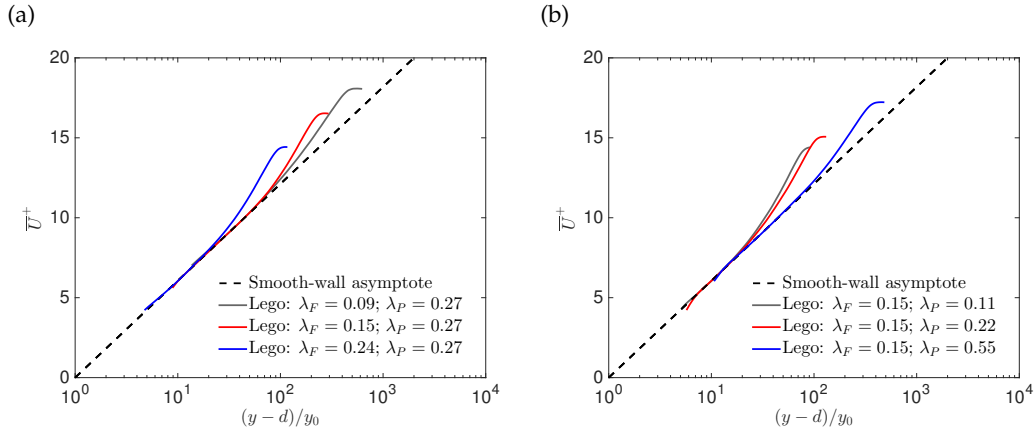 (a)
20
15
10
5
0
U̅⁺
10⁰
10¹
10²
10³
10⁴
(y − d)/y₀
Smooth-wall asymptote
Lego: λ_F = 0.09; λ_P = 0.27
Lego: λ_F = 0.15; λ_P = 0.27
Lego: λ_F = 0.24; λ_P = 0.27
(b)
20
15
10
5
0
U̅⁺
10⁰
10¹
10²
10³
10⁴
(y − d)/y₀
Smooth-wall asymptote
Lego: λ_F = 0.15; λ_P = 0.11
Lego: λ_F = 0.15; λ_P = 0.22
Lego: λ_F = 0.15; λ_P = 0.55